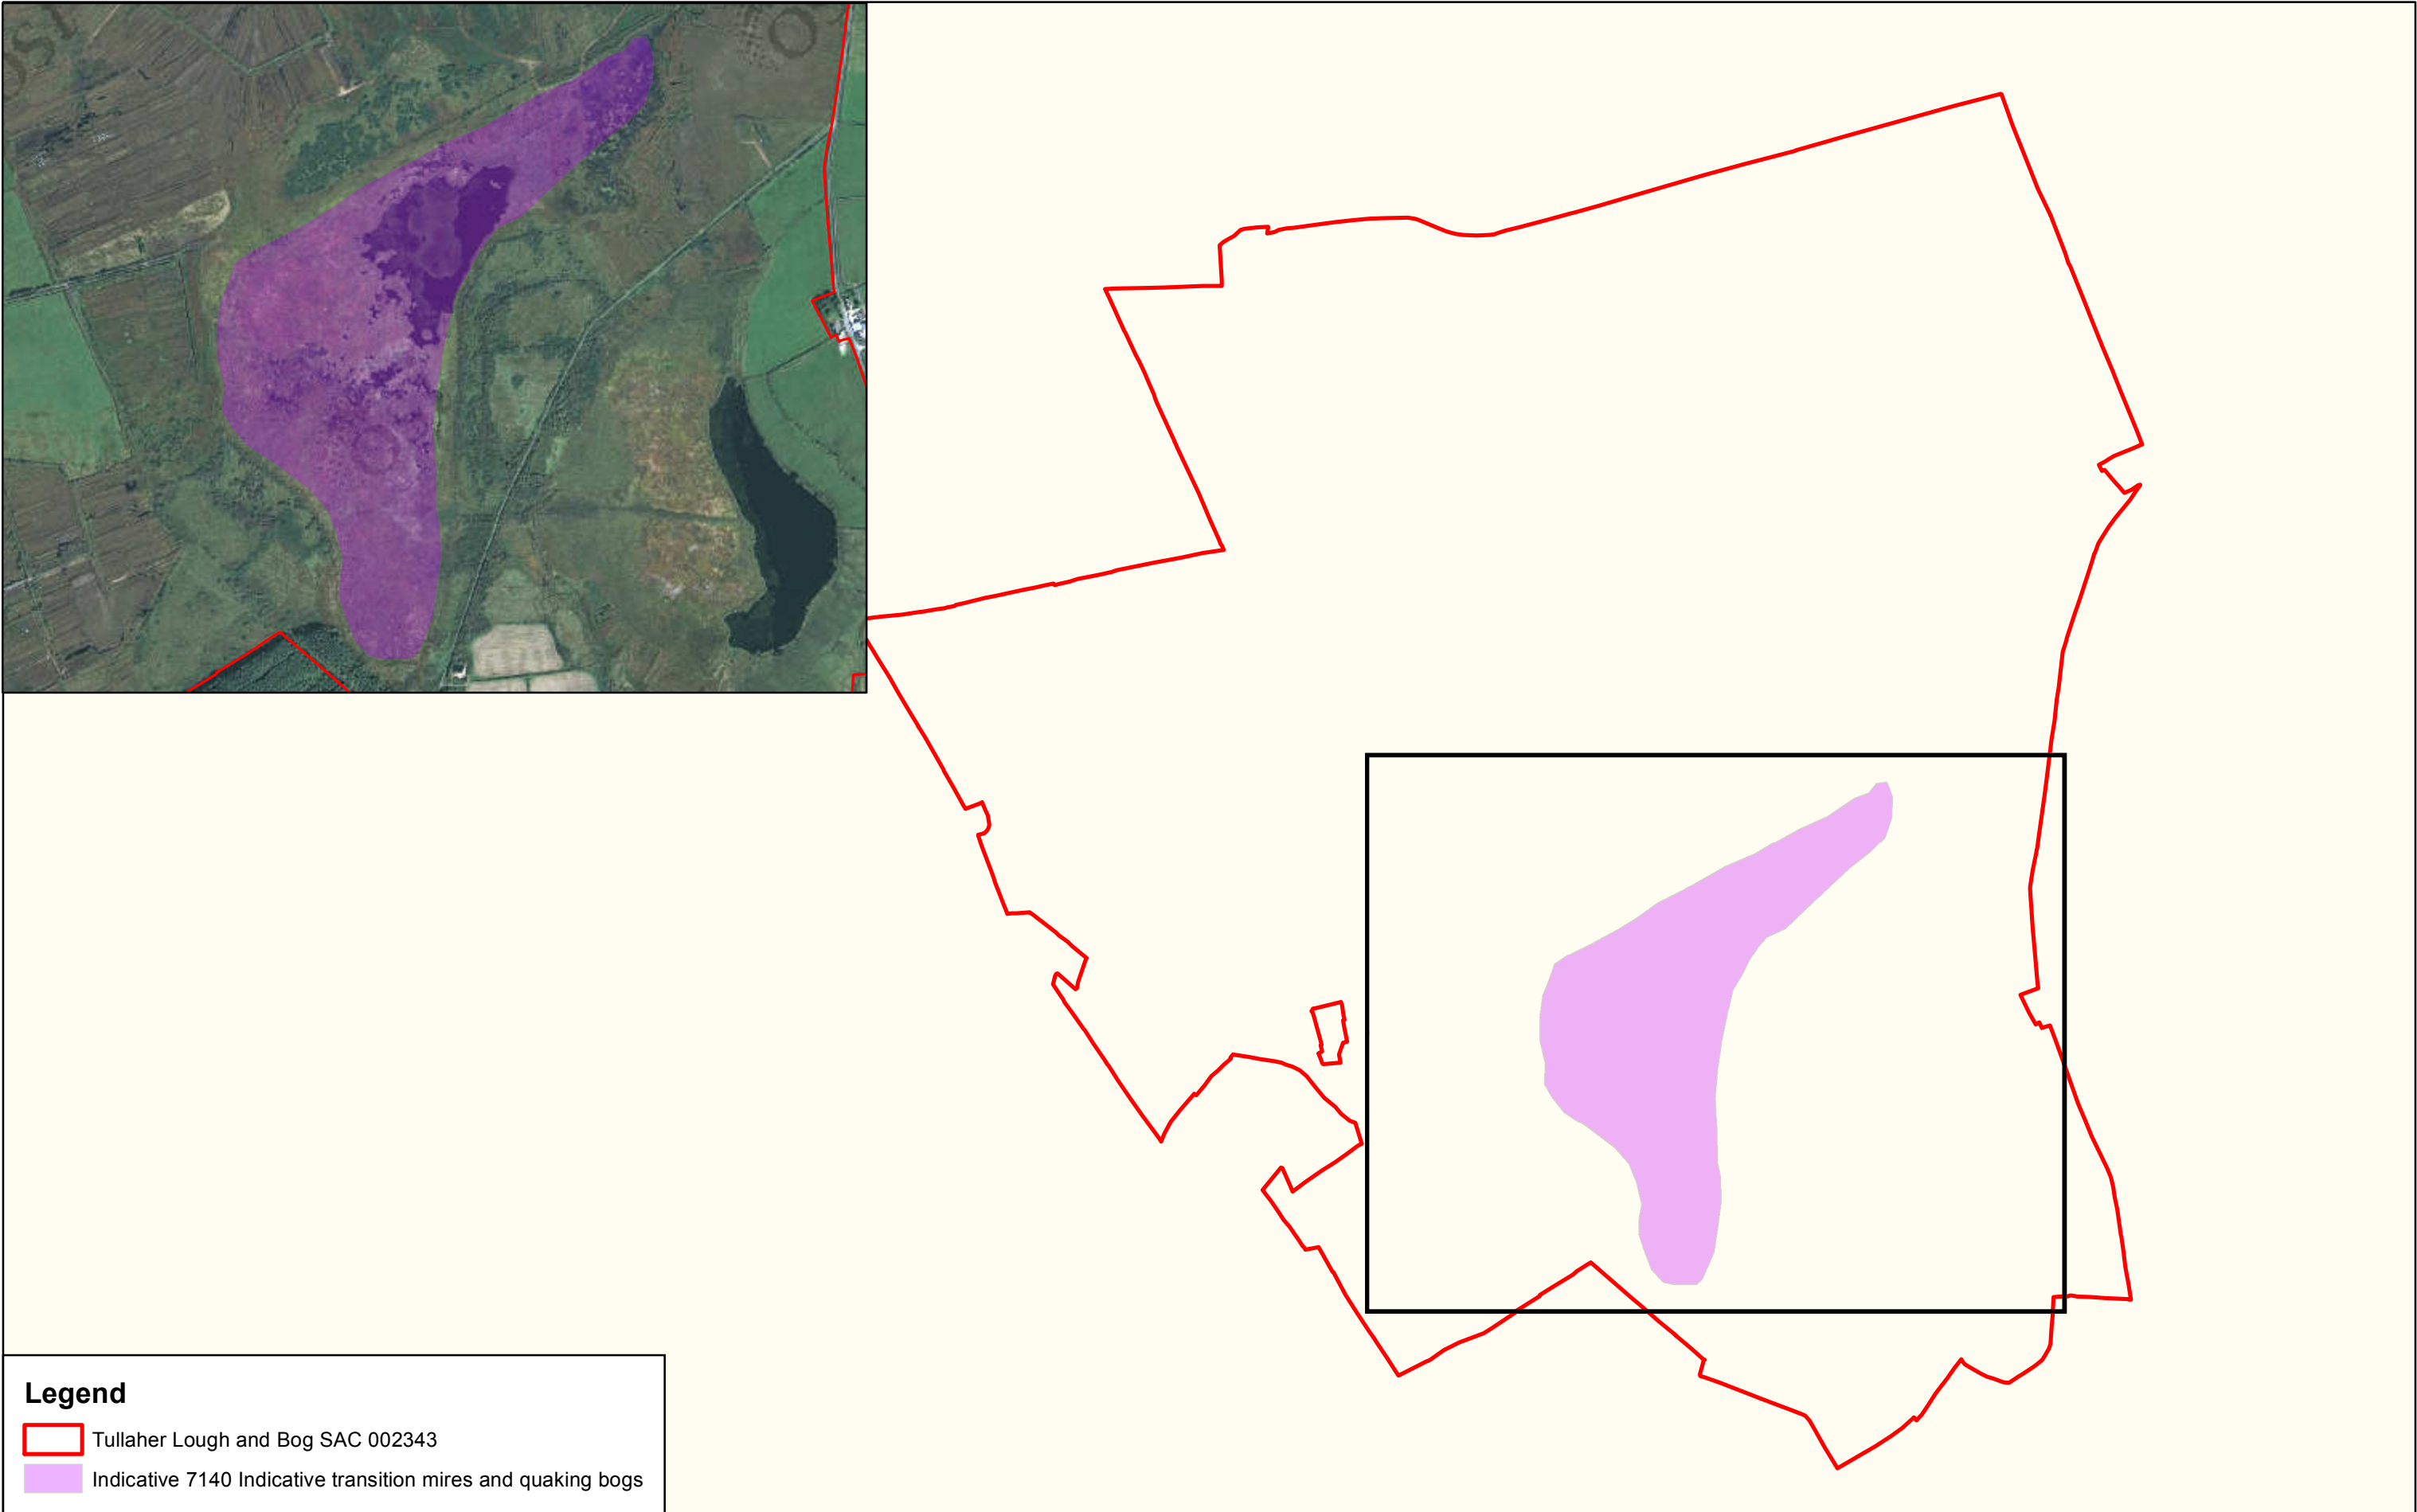 Legend
Tullaher Lough and Bog SAC 002343
Indicative 7140 Indicative transition mires and quaking bogs